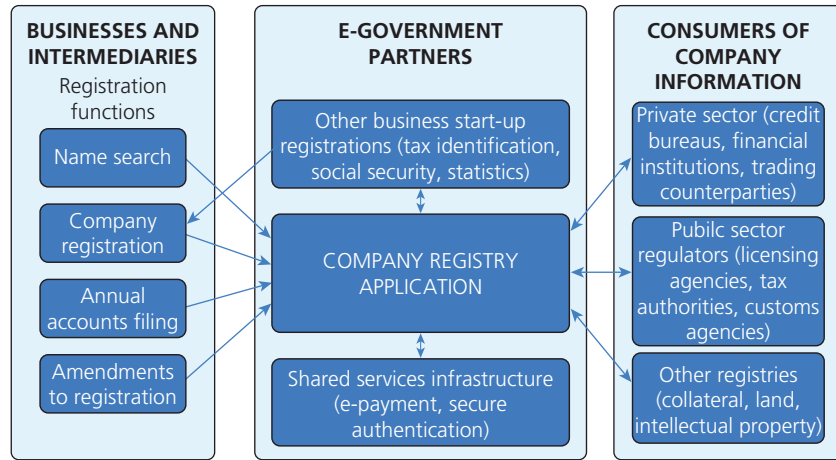 BUSINESSES AND
INTERMEDIARIES
Registration
functions
Name search
Company
registration
Annual
accounts filing
Amendments
to registration
E-GOVERNMENT
PARTNERS
Other business start-up
registrations (tax identification,
social security, statistics)
COMPANY REGISTRY
APPLICATION
Shared services infrastructure
(e-payment, secure
authentication)
CONSUMERS OF
COMPANY
INFORMATION
Private sector (credit
bureaus, financial
institutions, trading
counterparties)
Pubilc sector
regulators (licensing
agencies, tax
authorities, customs
agencies)
Other registries
(collateral, land,
intellectual property)